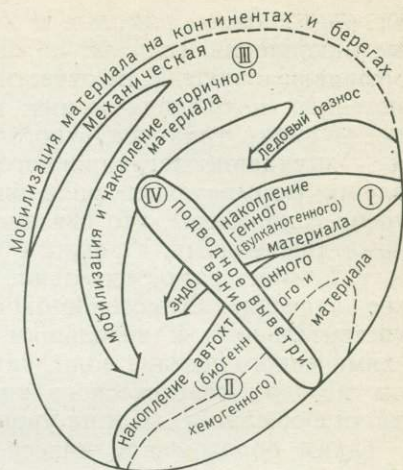 Мобилизация материала на континентах и берегах
Механическая
III
мобилизация и накопление вторичного
материала
Ледовый разнос
I
Накопление
эндо генного
(вулканогенного)
материала
IV
Подводное выветри-
вание
II
Накопление автохт онного
(биогенн ого и
хемогенного)
материала